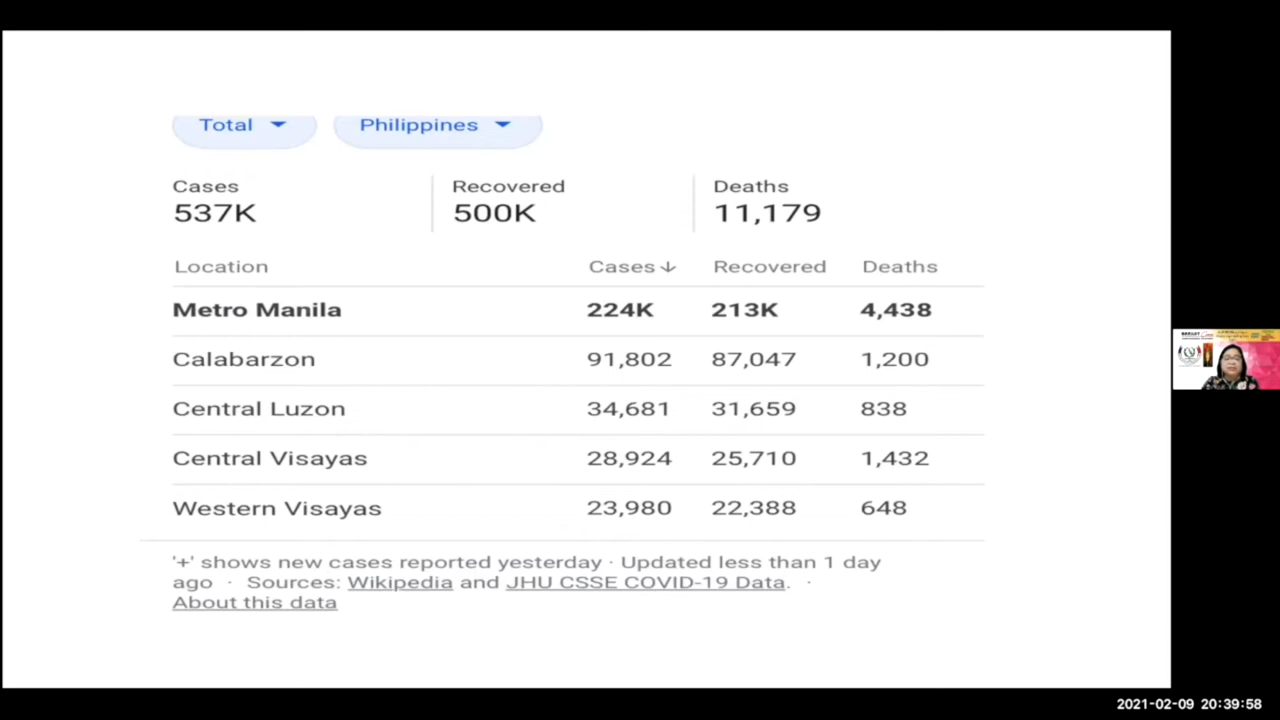 Total Philippines
Cases Recovered Deaths
537K 500K 11,179
Location Cases↓ Recovered Deaths
Metro Manila 224K 213K 4,438
Calabarzon 91,802 87,047 1,200
Central Luzon 34,681 31,659 838
Central Visayas 28,924 25,710 1,432
Western Visayas 23,980 22,388 648
'+' shows new cases reported yesterday · Updated less than 1 day
ago · Sources: Wikipedia and JHU CSSE COVID-19 Data. ·
About this data
2021-02-09 20:39:58